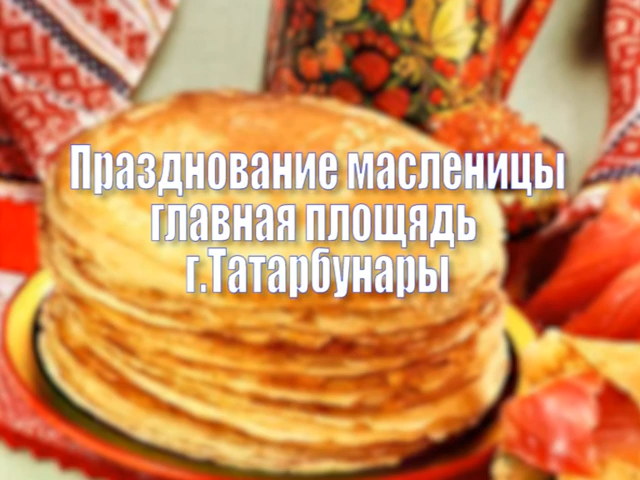 Празднование масленицы
главная площядь
г.Татарбунары